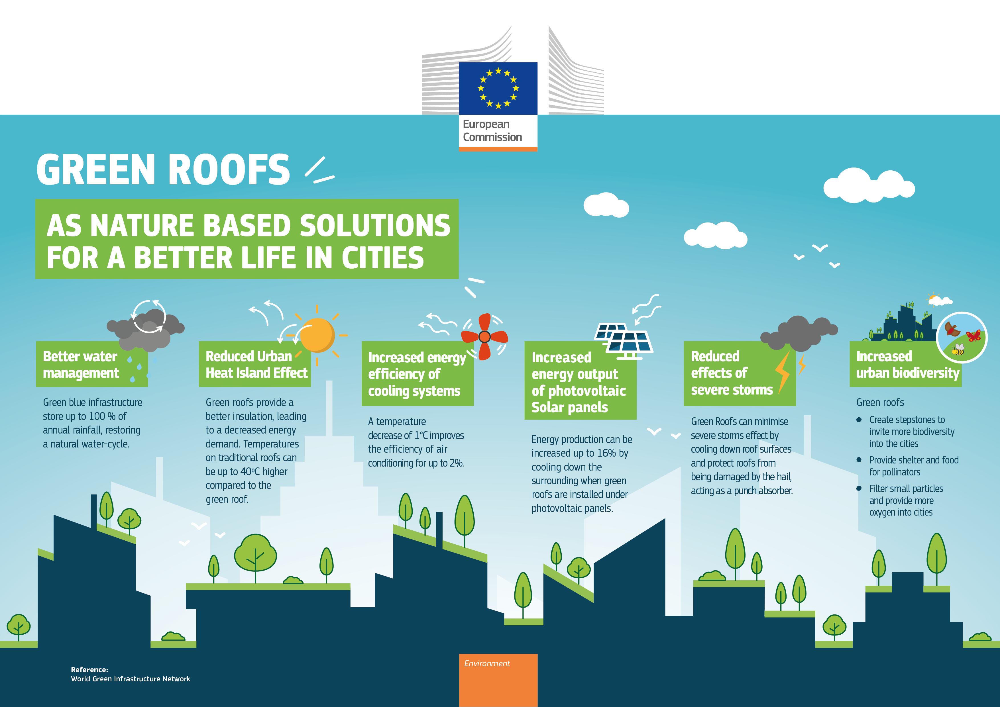 European
Commission
GREEN ROOFS
AS NATURE BASED SOLUTIONS
FOR A BETTER LIFE IN CITIES
Better water
management
Green blue infrastructure
store up to 100 % of
annual rainfall, restoring
a natural water-cycle.
Reduced Urban
Heat Island Effect
Green roofs provide a
better insulation, leading
to a decreased energy
demand. Temperatures
on traditional roofs can
be up to 40ºC higher
compared to the
green roof.
Increased energy
efficiency of
cooling systems
A temperature
decrease of 1°C improves
the efficiency of air
conditioning for up to 2%.
Increased
energy output
of photovoltaic
Solar panels
Energy production can be
increased up to 16% by
cooling down the
surrounding when green
roofs are installed under
photovoltaic panels.
Reduced
effects of
severe storms
Green Roofs can minimise
severe storms effect by
cooling down roof surfaces
and protect roofs from
being damaged by the hail,
acting as a punch absorber.
Increased
urban biodiversity
Green roofs
• Create stepstones to
invite more biodiversity
into the cities
• Provide shelter and food
for pollinators
• Filter small particles
and provide more
oxygen into cities
Reference:
World Green Infrastructure Network
Environment